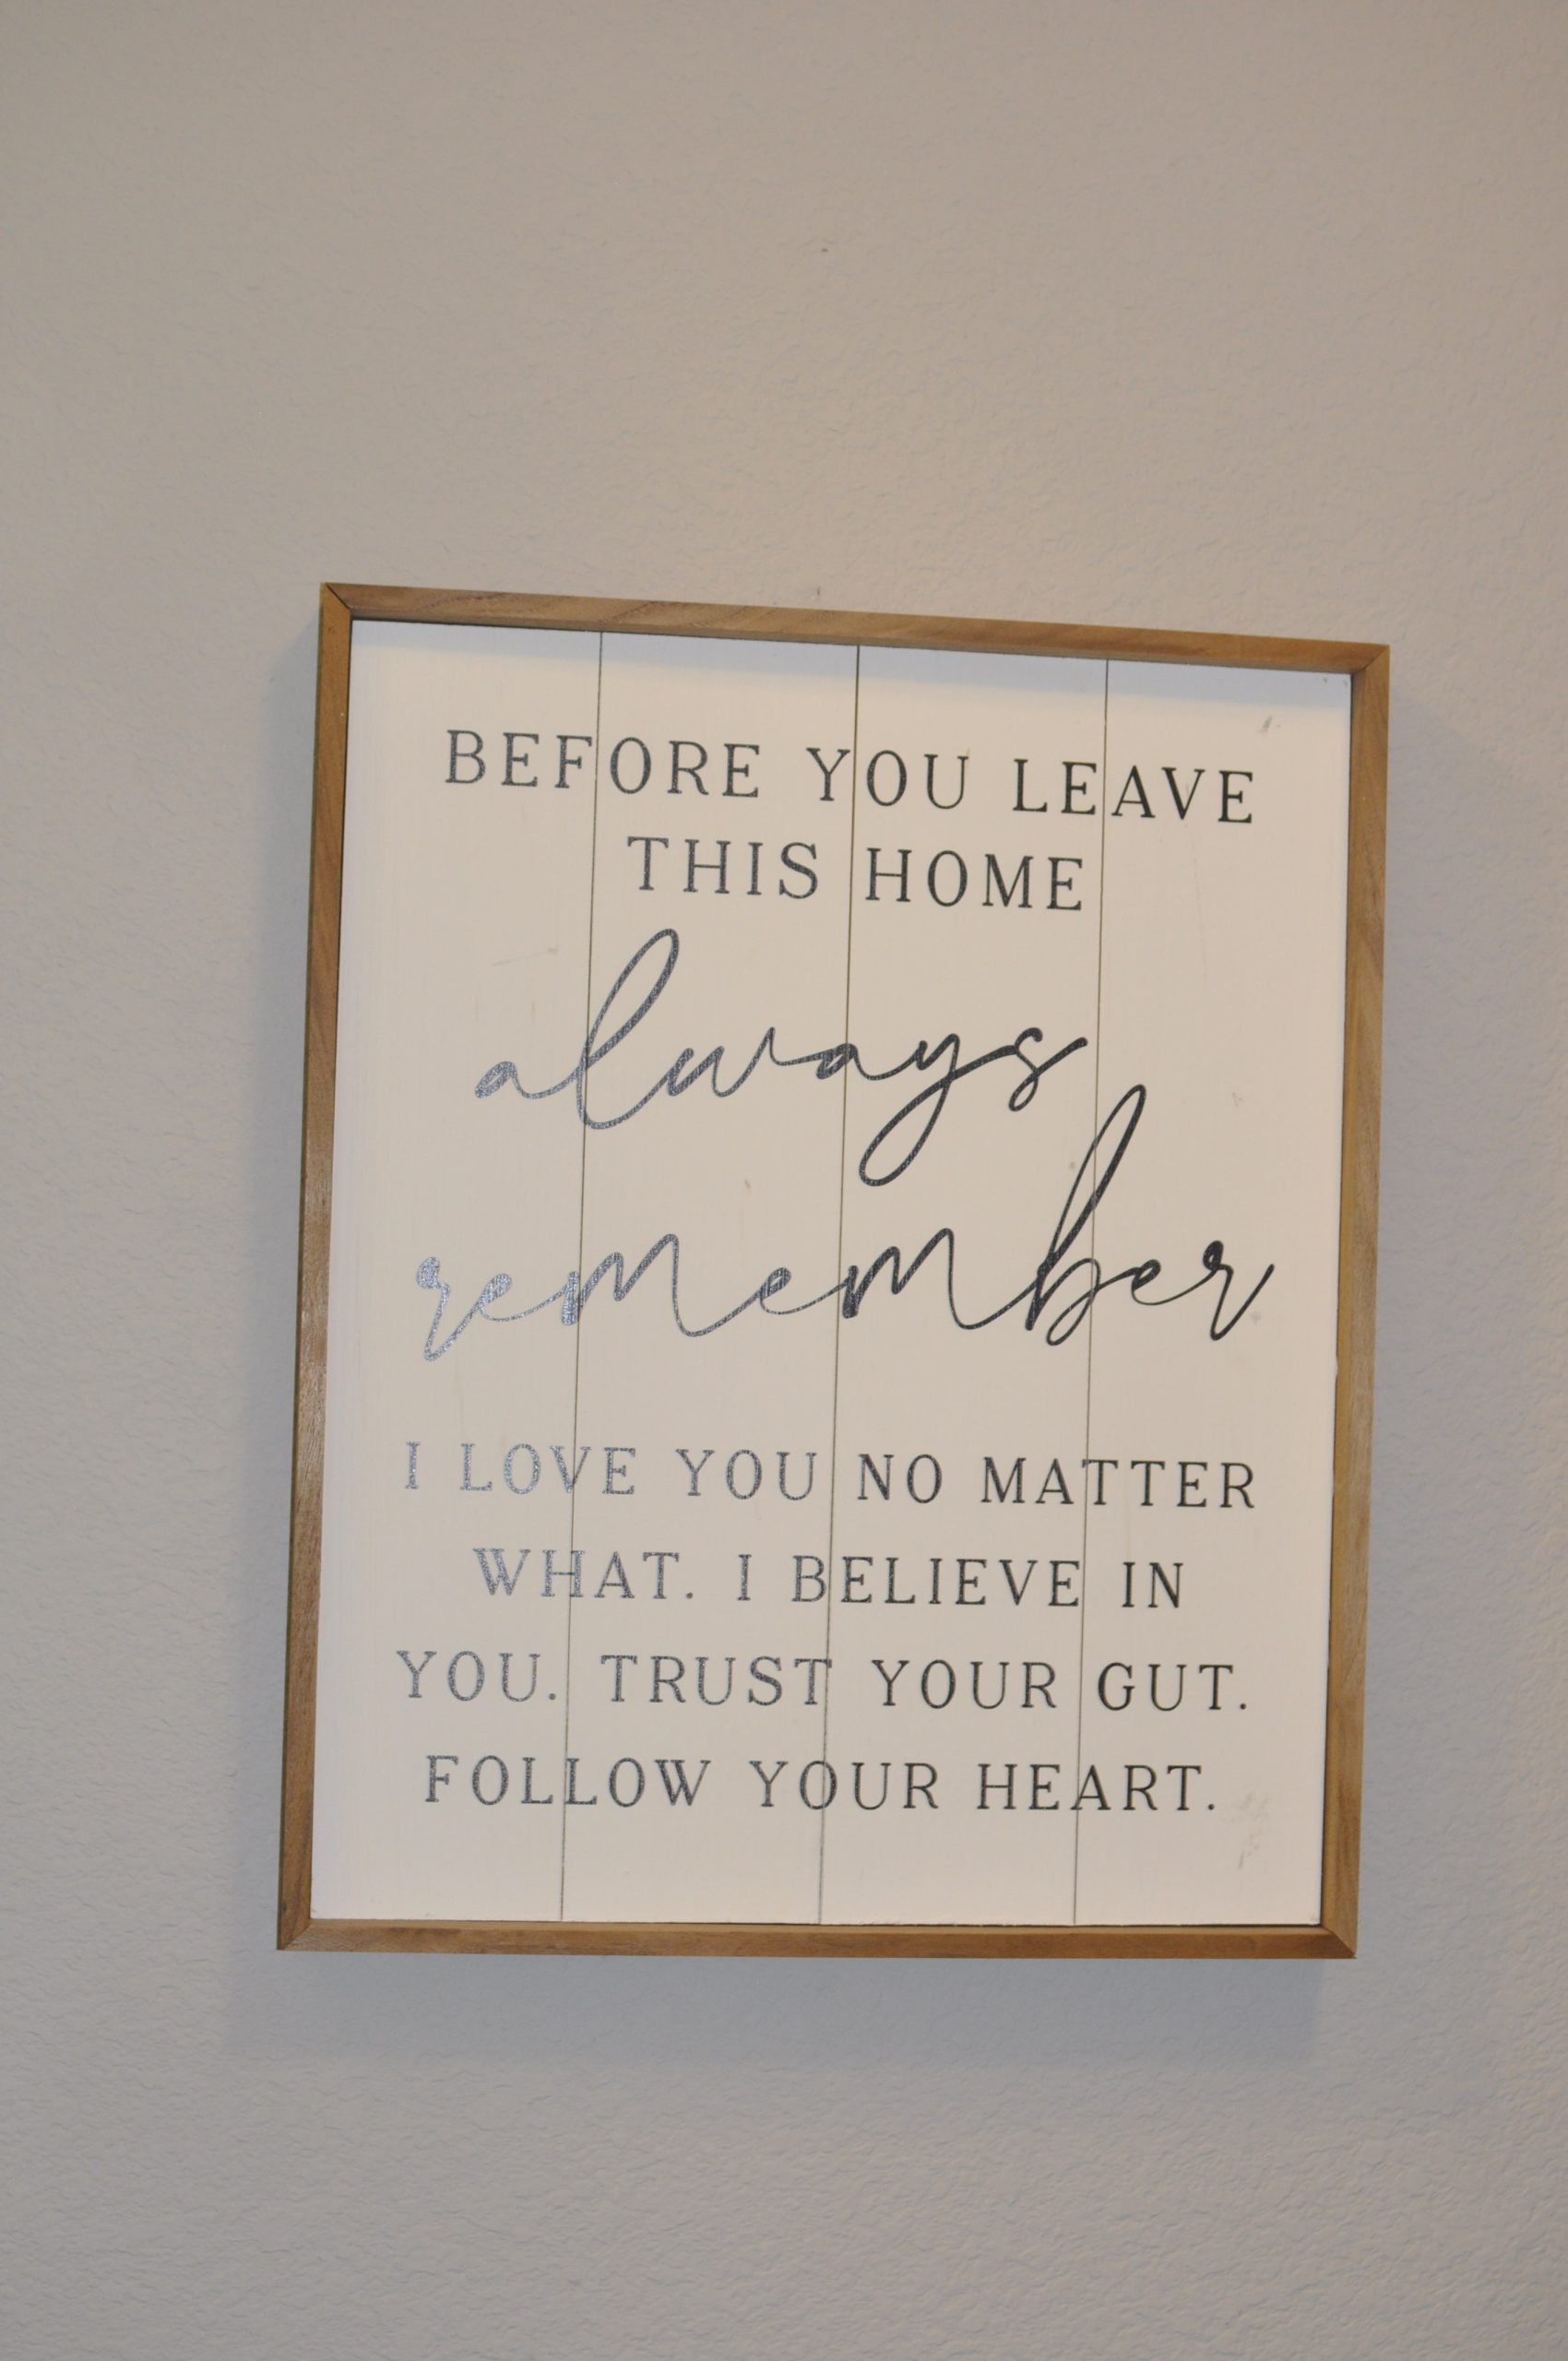 BEFORE YOU LEAVE
THIS HOME
always
remember
I LOVE YOU NO MATTER
WHAT. I BELIEVE IN
YOU. TRUST YOUR GUT.
FOLLOW YOUR HEART.